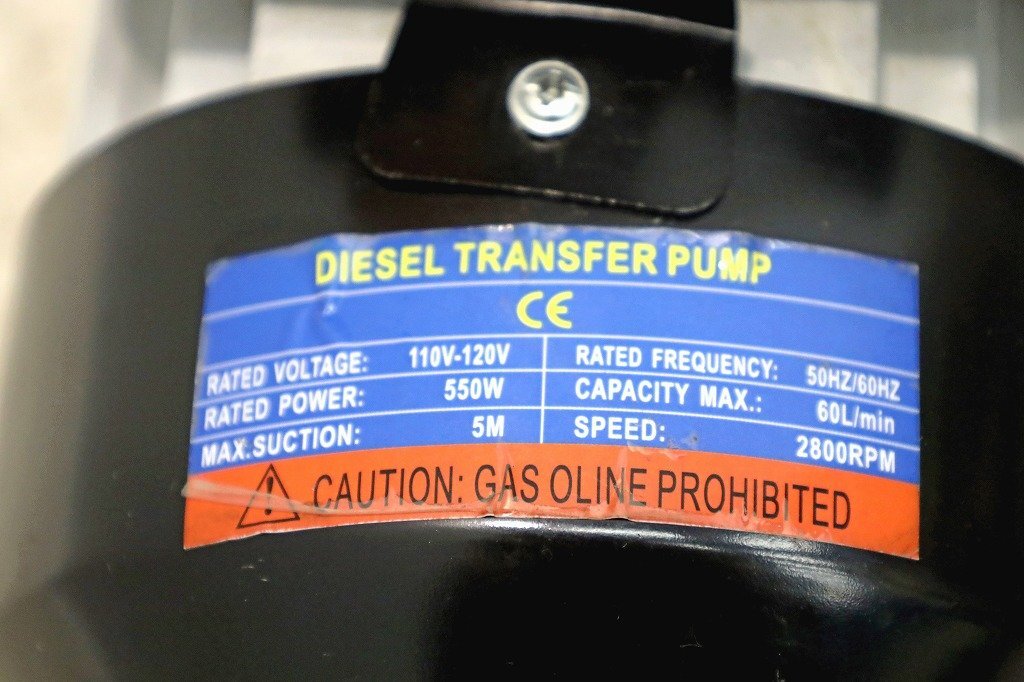 DIESEL TRANSFER PUMP
CE
RATED VOLTAGE: 110V-120V RATED FREQUENCY: 50HZ/60HZ
RATED POWER: 550W CAPACITY MAX.: 60L/min
MAX.SUCTION: 5M SPEED: 2800RPM
CAUTION: GAS OLINE PROHIBITED